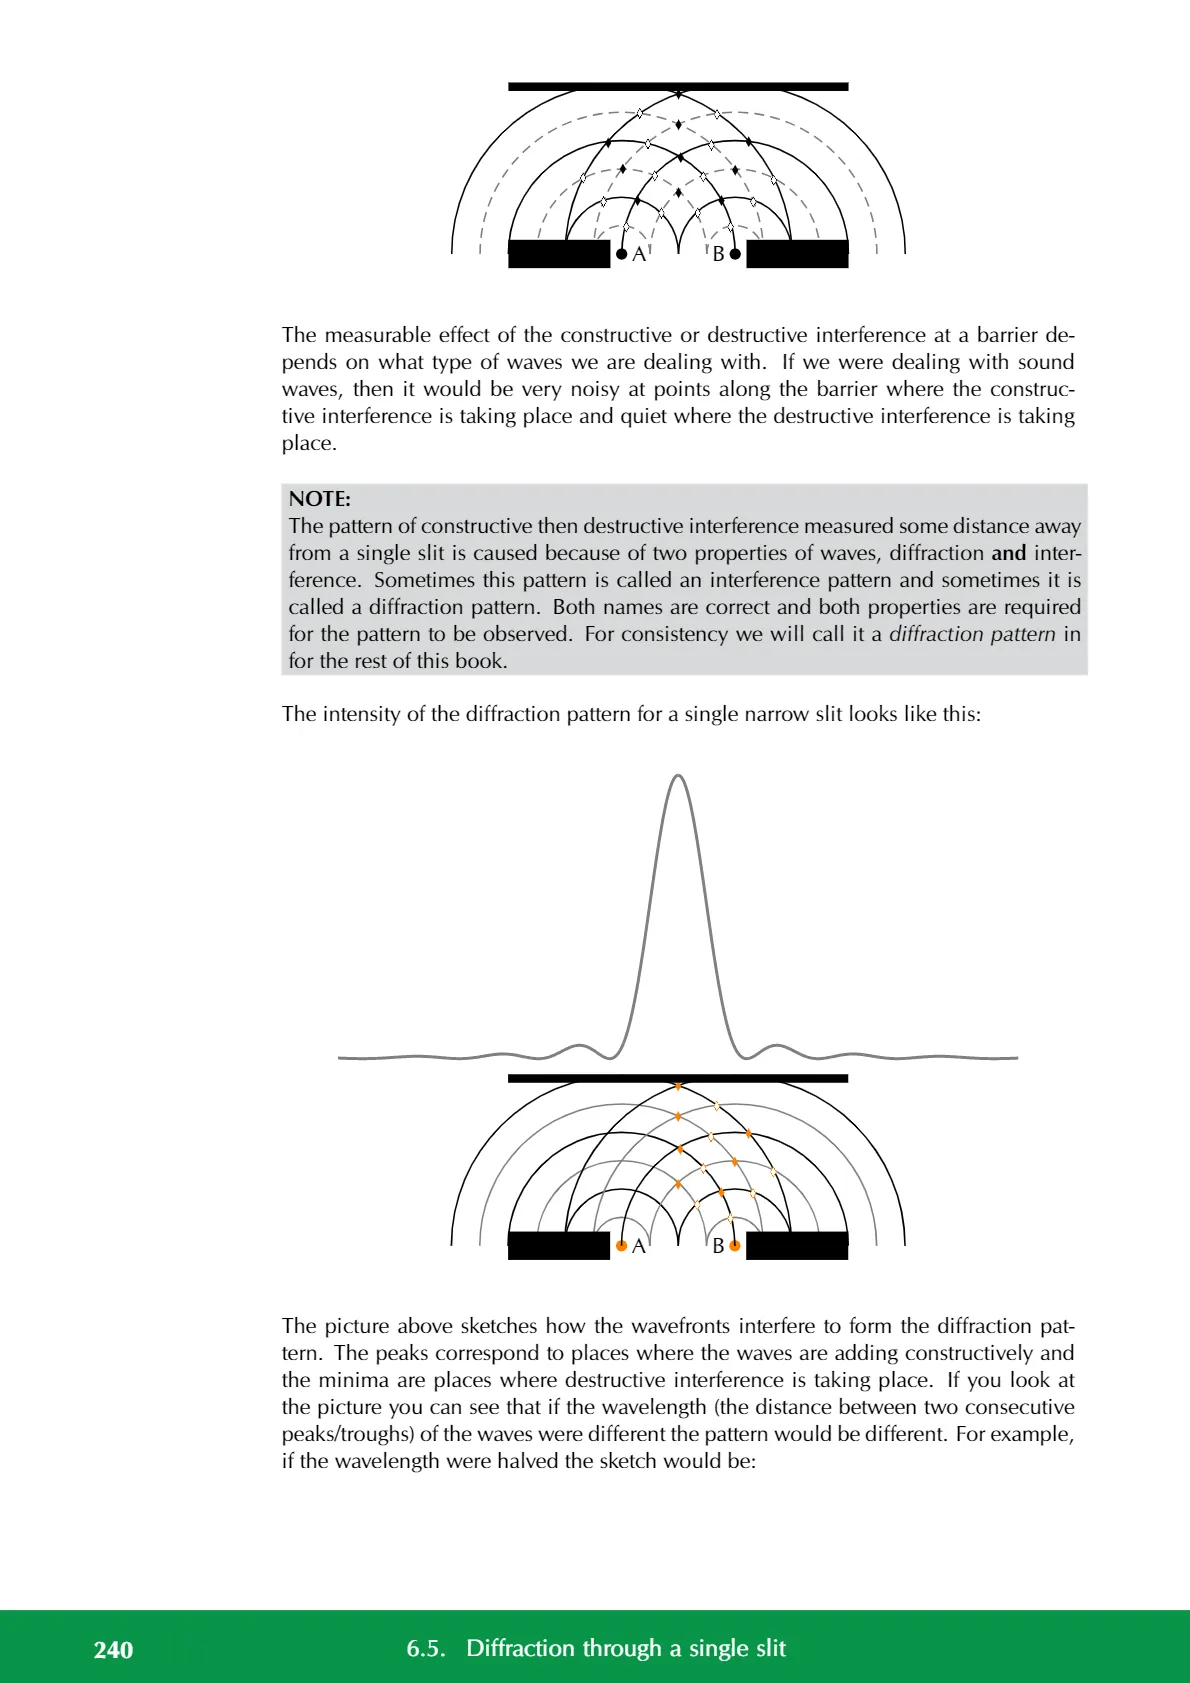 A B
The measurable effect of the constructive or destructive interference at a barrier de-
pends on what type of waves we are dealing with. If we were dealing with sound
waves, then it would be very noisy at points along the barrier where the construc-
tive interference is taking place and quiet where the destructive interference is taking
place.
NOTE:
The pattern of constructive then destructive interference measured some distance away
from a single slit is caused because of two properties of waves, diffraction and inter-
ference. Sometimes this pattern is called an interference pattern and sometimes it is
called a diffraction pattern. Both names are correct and both properties are required
for the pattern to be observed. For consistency we will call it a diffraction pattern in
for the rest of this book.
The intensity of the diffraction pattern for a single narrow slit looks like this:
A B
The picture above sketches how the wavefronts interfere to form the diffraction pat-
tern. The peaks correspond to places where the waves are adding constructively and
the minima are places where destructive interference is taking place. If you look at
the picture you can see that if the wavelength (the distance between two consecutive
peaks/troughs) of the waves were different the pattern would be different. For example,
if the wavelength were halved the sketch would be:
240 6.5. Diffraction through a single slit